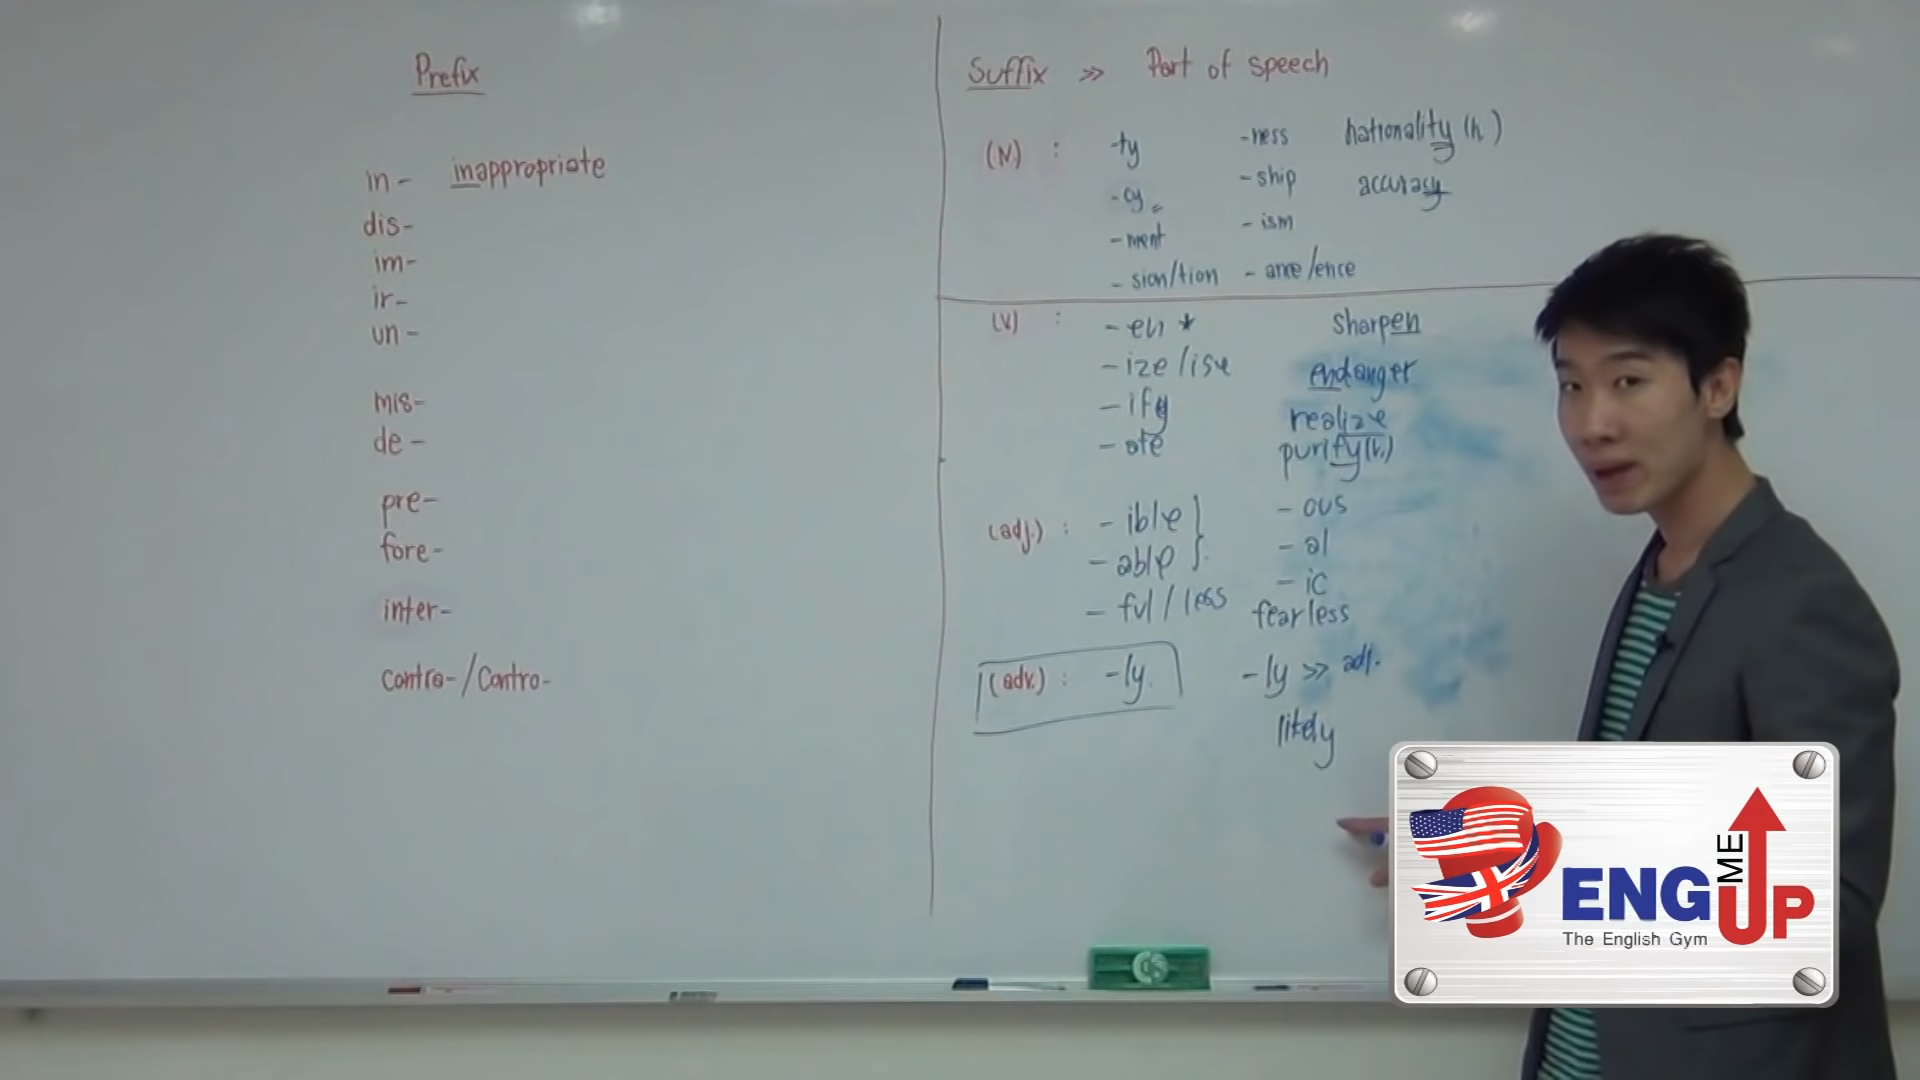 Prefix
in- inappropriate
dis-
im-
ir-
un-
mis-
de-
pre-
fore-
inter-
contra-/Contro-
Suffix >> Part of speech
(N.) : -ty -ness nationality (n.)
-cy -ship accuracy
-ment -ism
-sion/tion -ance/ence
(V) : -en * sharpen
-ize/ise endanger
-ify realize
-ate purify(v.)
(adj.) : -ible } -ous
-able -al
-ful/less -ic
fearless
(adv.) : -ly. -ly >> adj.
likely
ENG ME UP
The English Gym